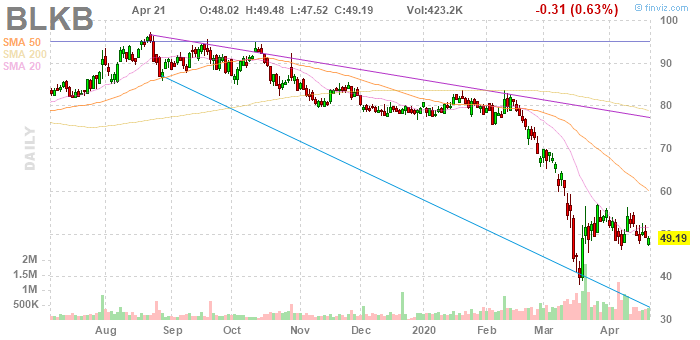 BLKB
Apr 21 O:48.02 H:49.48 L:47.52 C:49.19 Vol:423.2K -0.31 (0.63%)
© finviz.com
SMA 50
SMA 200
SMA 20
DAILY
100
90
80
70
60
50
49.19
40
30
2M
1.5M
1M
500K
Aug Sep Oct Nov Dec 2020 Feb Mar Apr